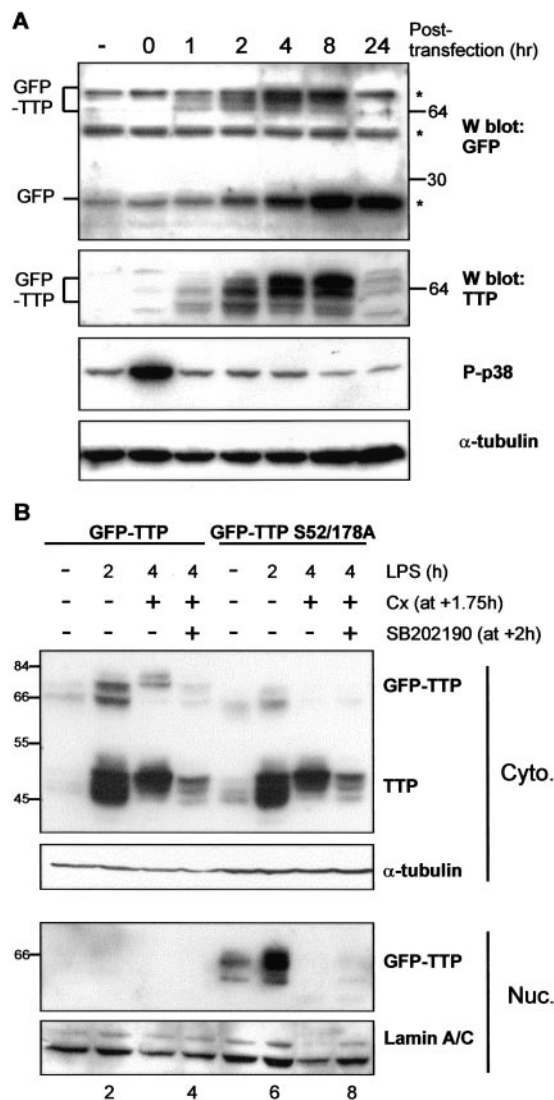 A
- 0 1 2 4 8 24 Post-
transfection (hr)
GFP
-TTP
*
64
*
W blot:
GFP
30
GFP
*
GFP
-TTP
64
W blot:
TTP
P-p38
α-tubulin
B
GFP-TTP GFP-TTP S52/178A
- 2 4 4 - 2 4 4 LPS (h)
- - + + - - + + Cx (at +1.75h)
- - - + - - - + SB202190 (at +2h)
84
66
GFP-TTP
55
Cyto.
TTP
45
α-tubulin
66
GFP-TTP
Nuc.
Lamin A/C
2 4 6 8